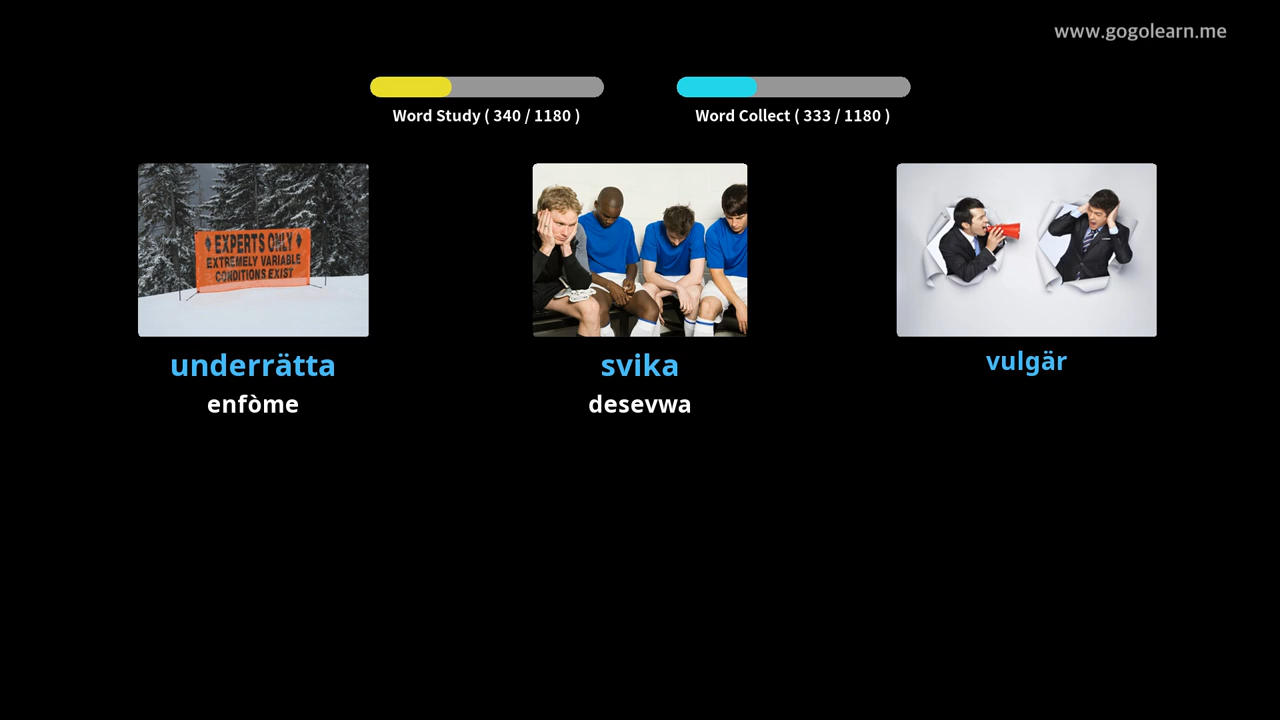 www.gogolearn.me
Word Study ( 340 / 1180 )
Word Collect ( 333 / 1180 )
EXPERTS ONLY
EXTREMELY VARIABLE
CONDITIONS EXIST
underrätta
enfòme
svika
desevwa
vulgär